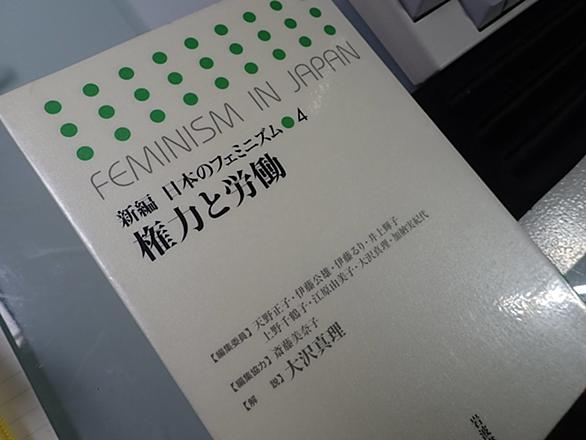 FEMINISM IN JAPAN
新編 日本のフェミニズム●4
権力と労働
【編集委員】天野正子・伊藤公雄・伊藤るり・井上輝子
上野千鶴子・江原由美子・大沢真理・加納実紀代
【編集協力】斎藤美奈子
【解 説】大沢真理
岩波